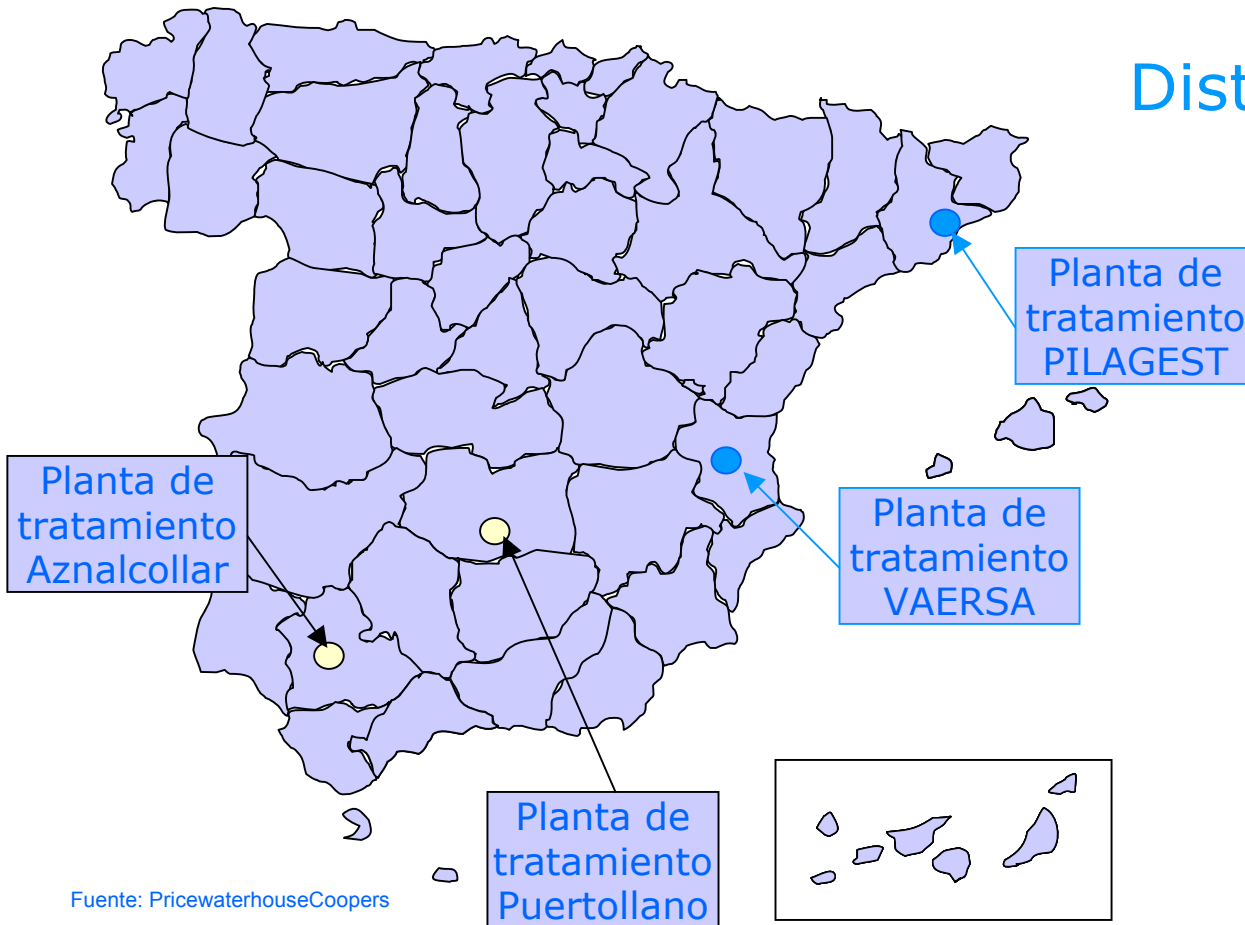 Dist
Planta de
tratamiento
PILAGEST
Planta de
tratamiento
Aznalcollar
Planta de
tratamiento
VAERSA
Planta de
tratamiento
Puertollano
Fuente: PricewaterhouseCoopers